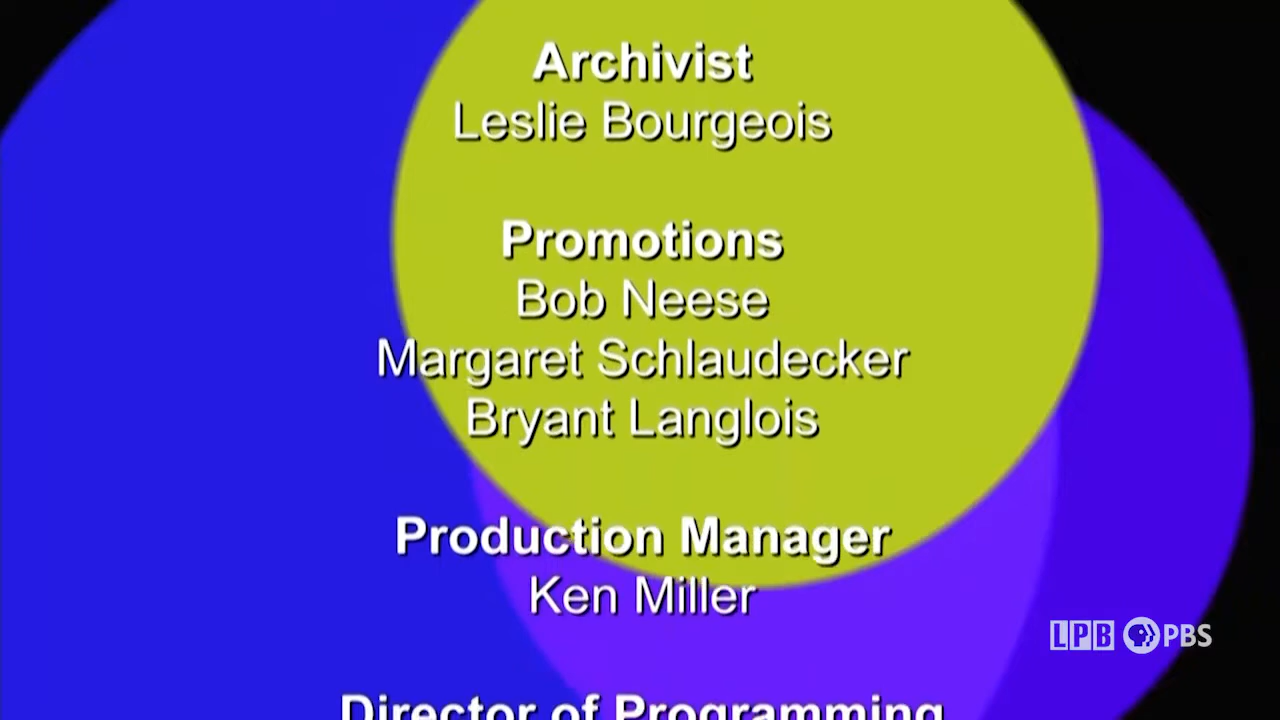 Archivist
Leslie Bourgeois
Promotions
Bob Neese
Margaret Schlaudecker
Bryant Langlois
Production Manager
Ken Miller
LPB PBS
Director of Programming